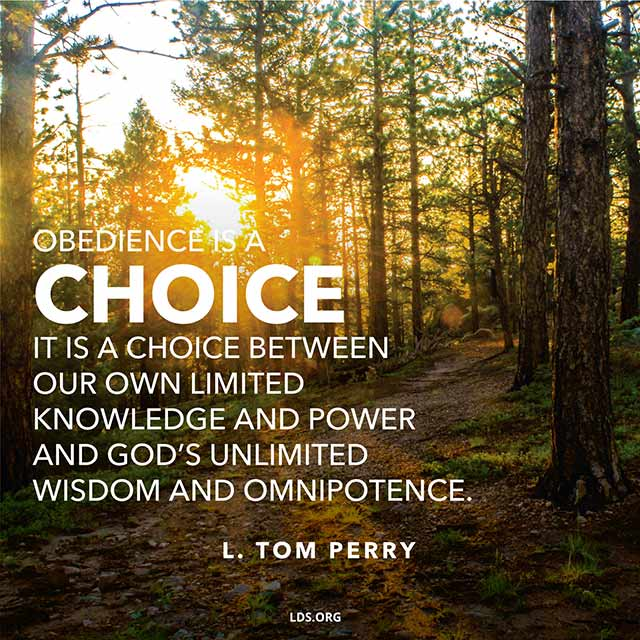 OBEDIENCE IS A
CHOICE
IT IS A CHOICE BETWEEN
OUR OWN LIMITED
KNOWLEDGE AND POWER
AND GOD'S UNLIMITED
WISDOM AND OMNIPOTENCE.
L. TOM PERRY
LDS.ORG